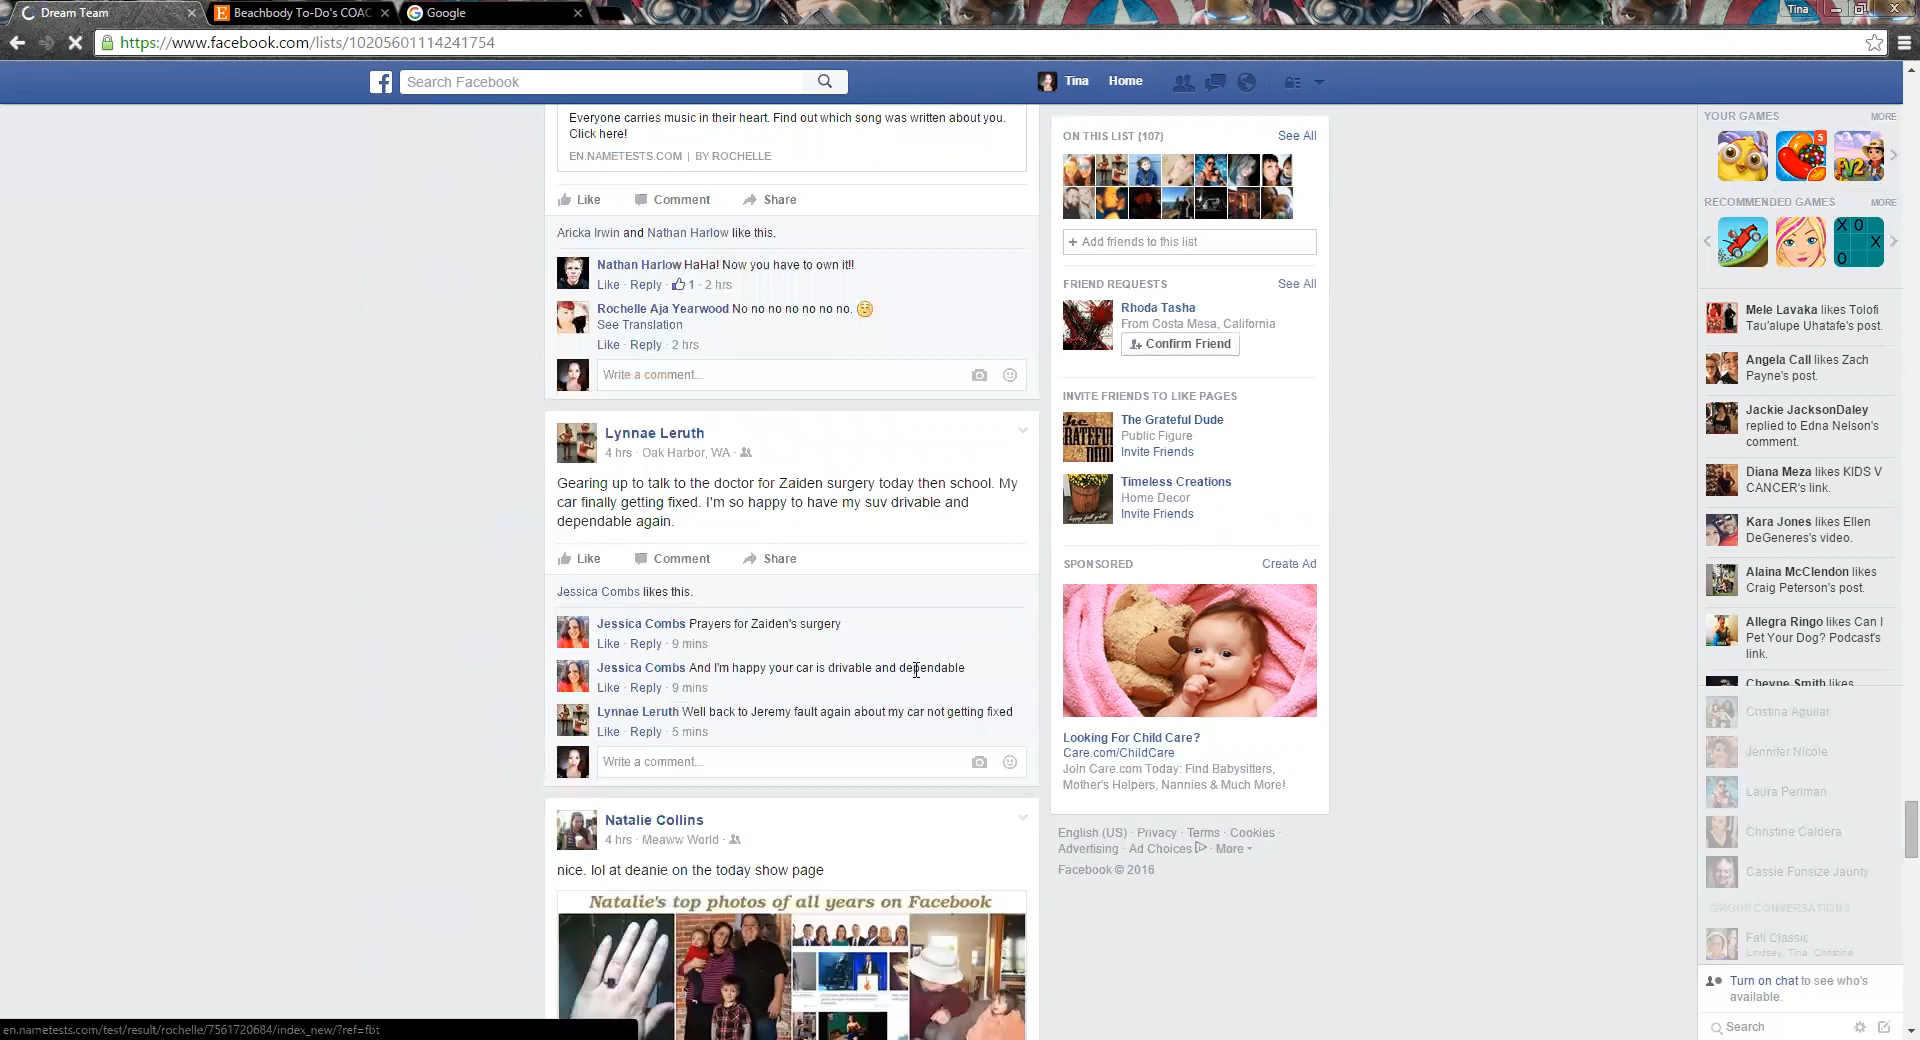 Dream Team
Beachbody To-Do's COAC
Google
Tina
https://www.facebook.com/lists/10205601114241754
Search Facebook
Tina
Home
Everyone carries music in their heart. Find out which song was written about you.
Click here!
EN.NAMETESTS.COM | BY ROCHELLE
Like Comment Share
Aricka Irwin and Nathan Harlow like this.
Nathan Harlow HaHa! Now you have to own it!!
Like · Reply · 1 · 2 hrs
Rochelle Aja Yearwood No no no no no no no.
See Translation
Like · Reply · 2 hrs
Write a comment...
Lynnae Leruth
4 hrs · Oak Harbor, WA ·
Gearing up to talk to the doctor for Zaiden surgery today then school. My
car finally getting fixed. I'm so happy to have my suv drivable and
dependable again.
Like Comment Share
Jessica Combs likes this.
Jessica Combs Prayers for Zaiden's surgery
Like · Reply · 9 mins
Jessica Combs And I'm happy your car is drivable and dependable
Like · Reply · 9 mins
Lynnae Leruth Well back to Jeremy fault again about my car not getting fixed
Like · Reply · 5 mins
Write a comment...
Natalie Collins
4 hrs · Meaww World ·
nice. lol at deanie on the today show page
Natalie's top photos of all years on Facebook
en.nametests.com/test/result/rochelle/7561720684/index_new/?ref=fbt
ON THIS LIST (107) See All
+ Add friends to this list
FRIEND REQUESTS See All
Rhoda Tasha
From Costa Mesa, California
Confirm Friend
INVITE FRIENDS TO LIKE PAGES
The Grateful Dude
Public Figure
Invite Friends
Timeless Creations
Home Decor
Invite Friends
SPONSORED Create Ad
Looking For Child Care?
Care.com/ChildCare
Join Care.com Today: Find Babysitters,
Mother's Helpers, Nannies & Much More!
English (US) · Privacy · Terms · Cookies ·
Advertising · Ad Choices · More
Facebook © 2016
YOUR GAMES MORE
5
FV2
RECOMMENDED GAMES MORE
X O
X
O
Mele Lavaka likes Tolofi
Tau'alupe Uhatafe's post.
Angela Call likes Zach
Payne's post.
Jackie JacksonDaley
replied to Edna Nelson's
comment.
Diana Meza likes KIDS V
CANCER's link.
Kara Jones likes Ellen
DeGeneres's video.
Alaina McClendon likes
Craig Peterson's post.
Allegra Ringo likes Can I
Pet Your Dog? Podcast's
link.
Cheyne Smith likes
Cristina Aguilar
Jennifer Nicole
Laura Perlman
Christine Caldera
Cassie Funsize Jaunty
GROUP CONVERSATIONS
Fall Classic
Lindsey, Tina, Christine
Turn on chat to see who's
available.
Search